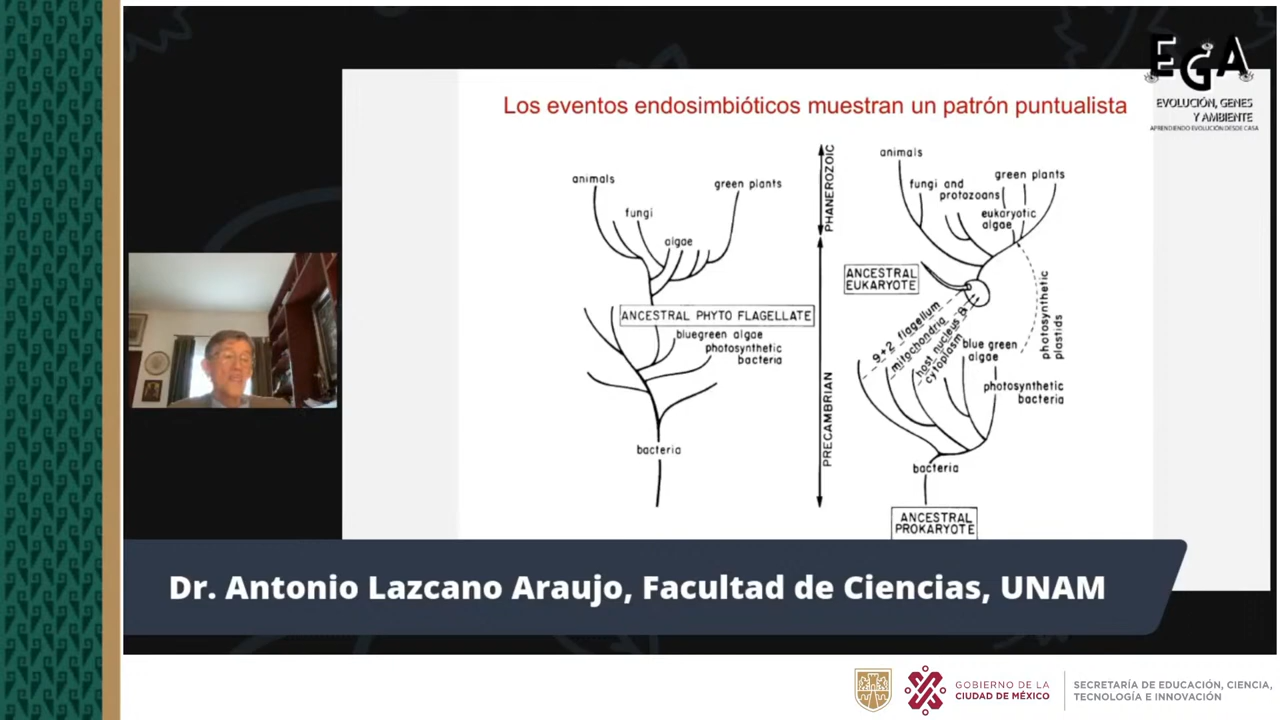 EGA
EVOLUCIÓN, GENES
Y AMBIENTE
APRENDIENDO EVOLUCIÓN DESDE CASA
Los eventos endosimbióticos muestran un patrón puntualista
animals
green plants
fungi
algae
ANCESTRAL PHYTO FLAGELLATE
bluegreen algae
photosynthetic
bacteria
bacteria
PHANEROZOIC
PRECAMBRIAN
animals
green plants
fungi and
protozoans
eukaryotic
algae
ANCESTRAL
EUKARYOTE
9+2 flagellum
mitochondria
host nucleus &
cytoplasm
blue green
algae
photosynthetic
plastids
photosynthetic
bacteria
bacteria
ANCESTRAL
PROKARYOTE
Dr. Antonio Lazcano Araujo, Facultad de Ciencias, UNAM
GOBIERNO DE LA
CIUDAD DE MÉXICO
SECRETARÍA DE EDUCACIÓN, CIENCIA,
TECNOLOGÍA E INNOVACIÓN